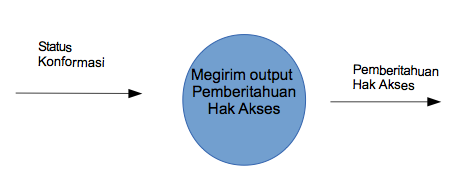 Status
Konformasi
Megirim output
Pemberitahuan
Hak Akses
Pemberitahuan
Hak Akses